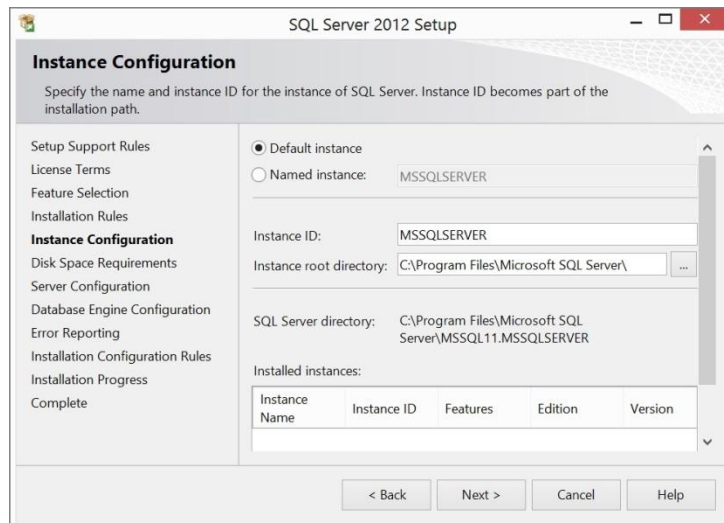 SQL Server 2012 Setup
Instance Configuration
Specify the name and instance ID for the instance of SQL Server. Instance ID becomes part of the
installation path.
Setup Support Rules
License Terms
Feature Selection
Installation Rules
Instance Configuration
Disk Space Requirements
Server Configuration
Database Engine Configuration
Error Reporting
Installation Configuration Rules
Installation Progress
Complete
Default instance
Named instance: MSSQLSERVER
Instance ID: MSSQLSERVER
Instance root directory: C:\Program Files\Microsoft SQL Server\ ...
SQL Server directory: C:\Program Files\Microsoft SQL
Server\MSSQL11.MSSQLSERVER
Installed instances:
Instance Name Instance ID Features Edition Version
< Back Next > Cancel Help